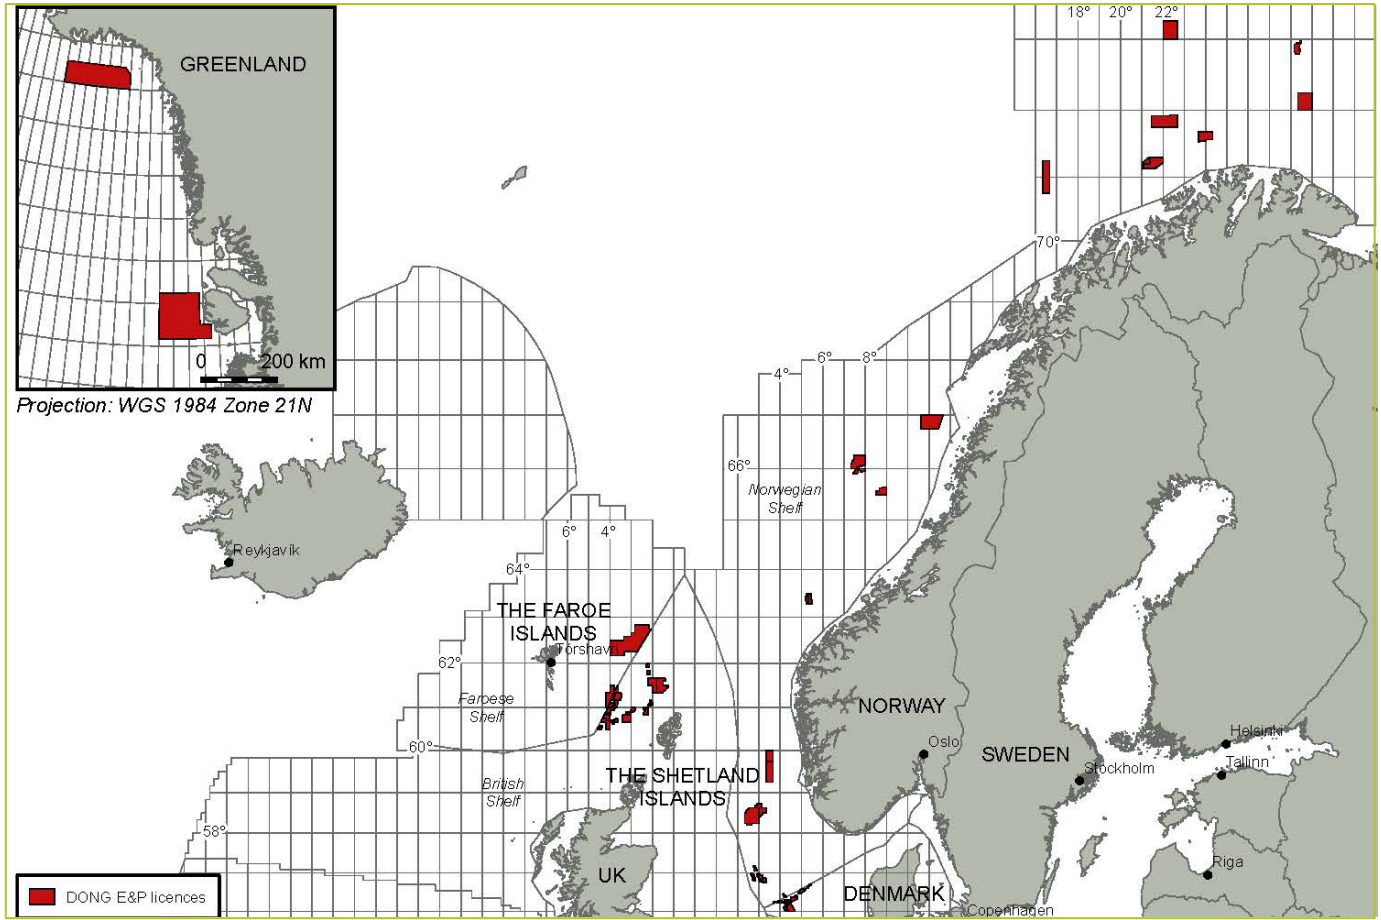 18° 20° 22°
GREENLAND
70°
0 200 km
6° 8°
4°
Projection: WGS 1984 Zone 21N
66°
Norwegian
Shelf
6° 4°
Reykjavík
64°
THE FAROE
ISLANDS
Tórshavn
62°
Faroese
Shelf
NORWAY
60°
Oslo
Helsinki
SWEDEN
Stockholm
Tallinn
THE SHETLAND
ISLANDS
British
Shelf
58°
Riga
UK
DENMARK
DONG E&P licences
Copenhagen